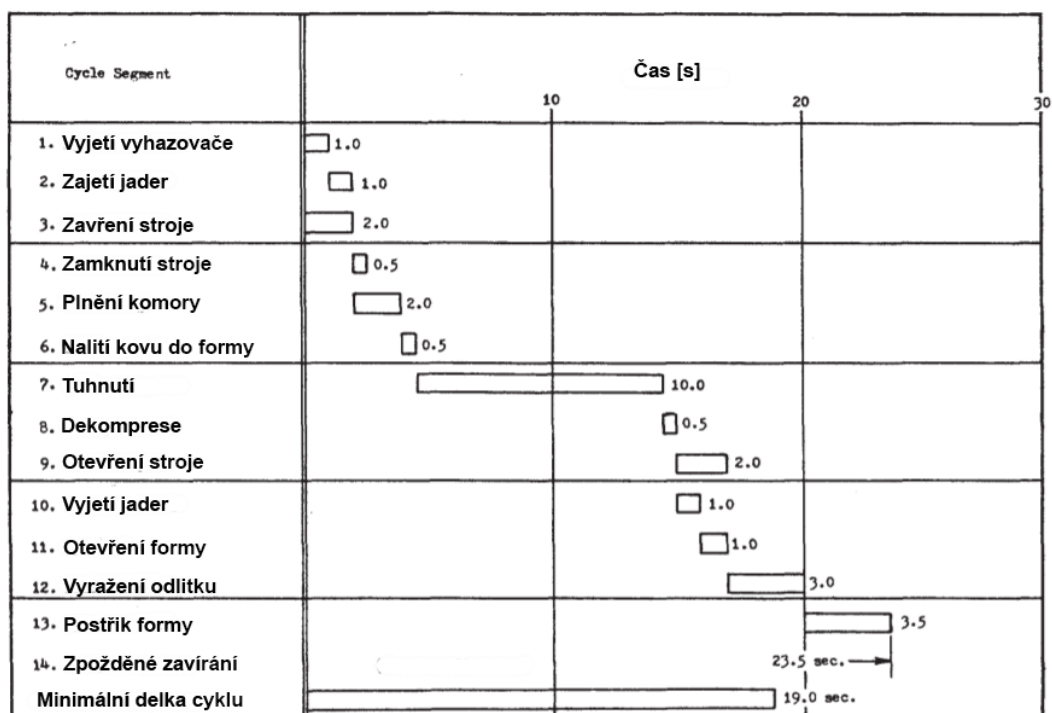 Cycle Segment
Čas [s]
10 20 30
1. Vyjetí vyhazovače 1.0
2. Zajetí jader 1.0
3. Zavření stroje 2.0
4. Zamknutí stroje 0.5
5. Plnění komory 2.0
6. Nalití kovu do formy 0.5
7. Tuhnutí 10.0
8. Dekomprese 0.5
9. Otevření stroje 2.0
10. Vyjetí jader 1.0
11. Otevření formy 1.0
12. Vyražení odlitku 3.0
13. Postřik formy 3.5
14. Zpoždéné zavírání 23.5 sec.
Minimální delka cyklu 19.0 sec.